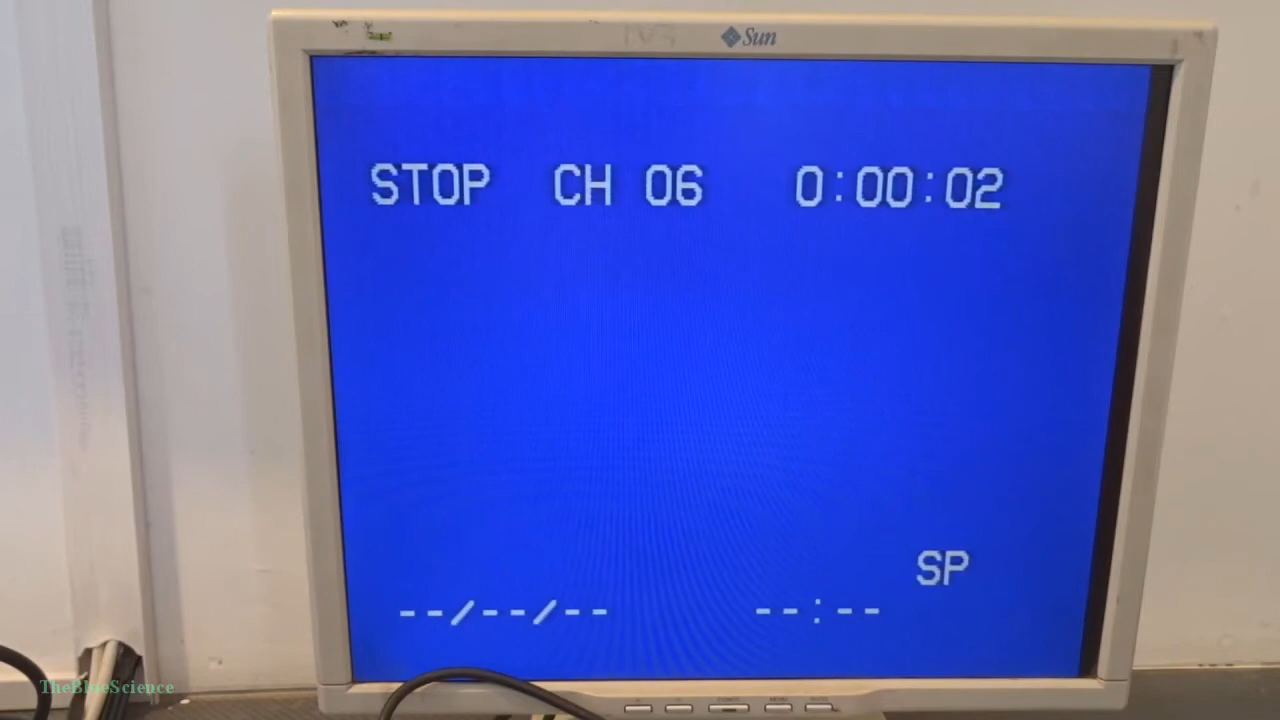 Sun
STOP CH 06 0:00:02
SP
--/--/-- --:--
TheBlueScience